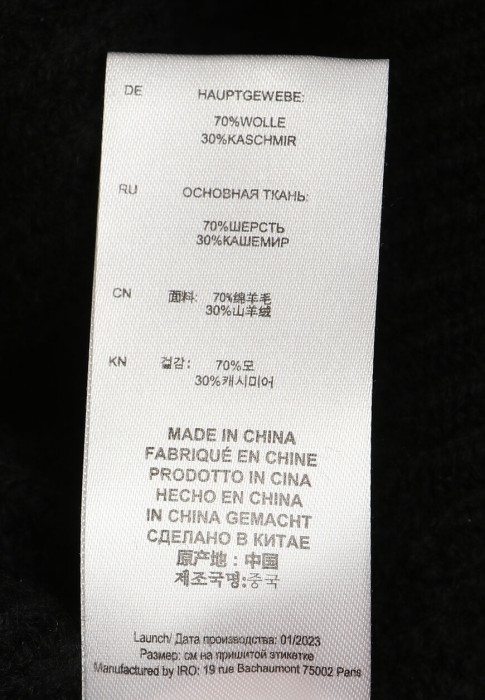 DE HAUPTGEWEBE:
70%WOLLE
30%KASCHMIR
RU ОСНОВНАЯ ТКАНЬ:
70%ШЕРСТЬ
30%КАШЕМИР
CN 面料: 70%绵羊毛
30%山羊绒
KN 겉감: 70%모
30%캐시미어
MADE IN CHINA
FABRIQUÉ EN CHINE
PRODOTTO IN CINA
HECHO EN CHINA
IN CHINA GEMACHT
СДЕЛАНО В КИТАЕ
原产地：中国
제조국명:중국
Launch/ Дата производства: 01/2023
Размер: см на пришитой этикетке
Manufactured by IRO: 19 rue Bachaumont 75002 Paris